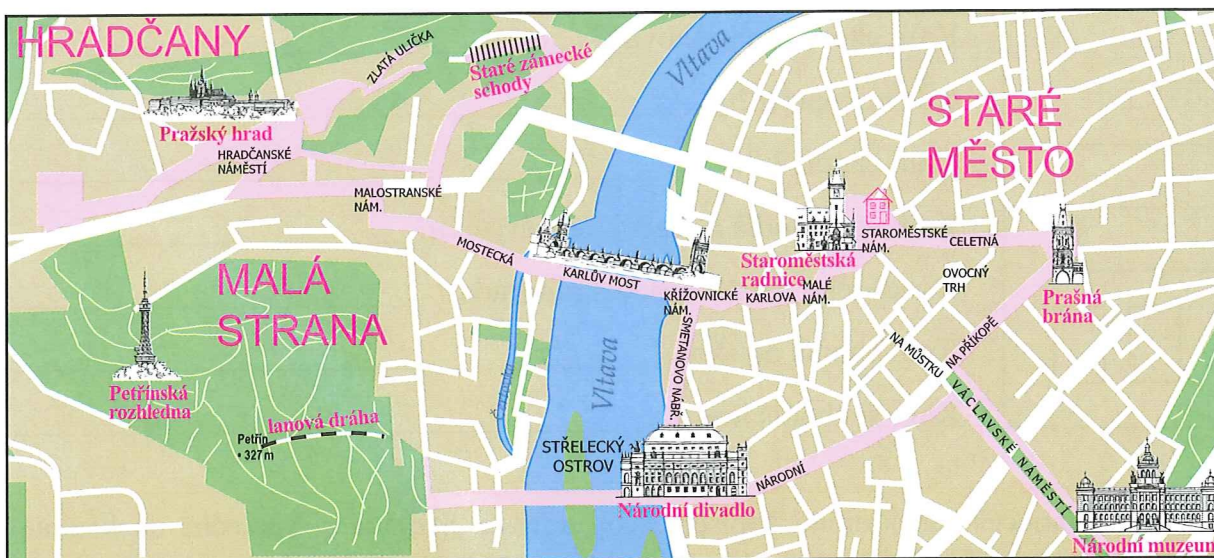 HRADČANY
ZLATÁ ULIČKA
Staré zámecké
schody
Vltava
Pražský hrad
STARÉ
MĚSTO
HRADČANSKÉ
NÁMĚSTÍ
MALOSTRANSKÉ
NÁM.
MOSTECKÁ
KARLŮV MOST
KŘÍŽOVNICKÉ
NÁM.
Staroměstská
radnice
KARLOVA
MALÉ
NÁM.
STAROMĚSTSKÉ
NÁM.
CELETNÁ
OVOCNÝ
TRH
Prašná
brána
MALÁ
STRANA
Petřínská
rozhledna
lanová dráha
Petřín
• 327 m
Čertovka
Vltava
SMETANOVO NÁBŘ.
NA MŮSTKU
NA PŘÍKOPĚ
VÁCLAVSKÉ NÁMĚSTÍ
STŘELECKÝ
OSTROV
NÁRODNÍ
Národní divadlo
Národní muzeum